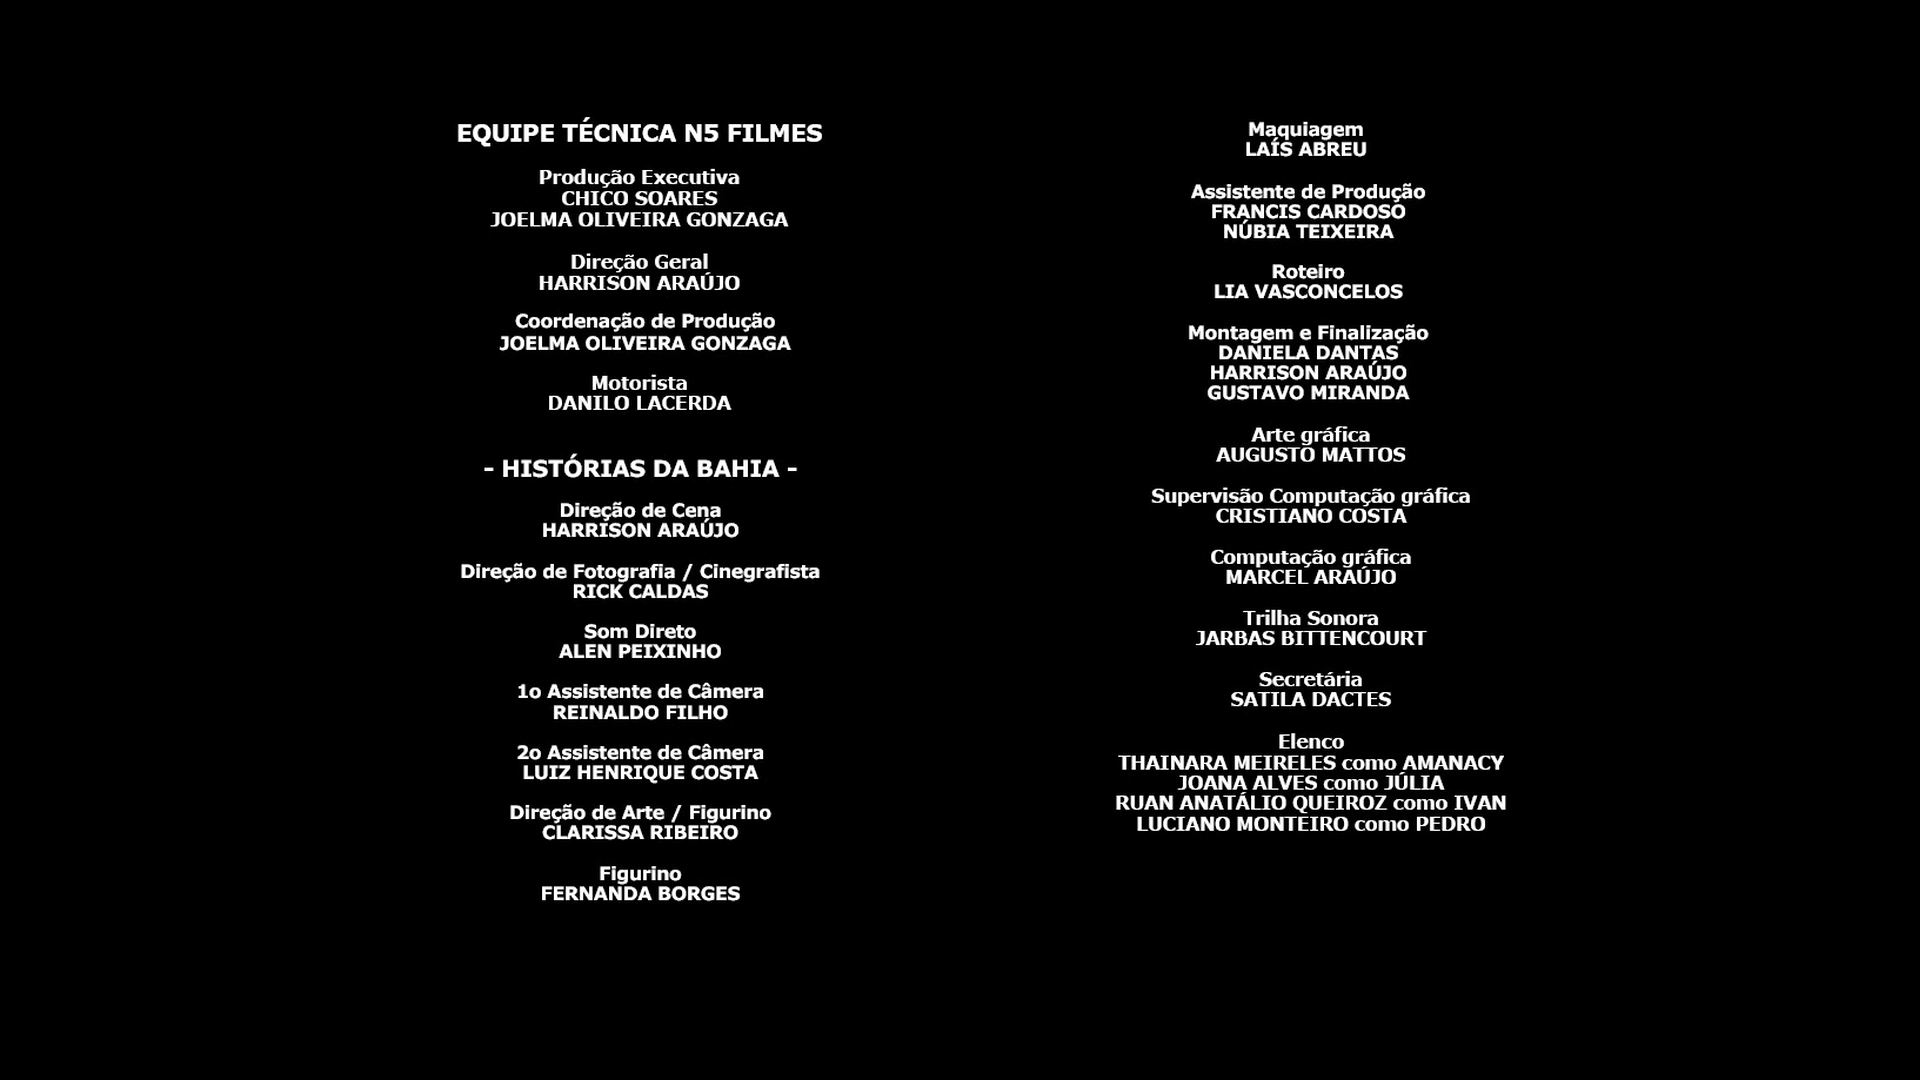 EQUIPE TÉCNICA N5 FILMES
Produção Executiva
CHICO SOARES
JOELMA OLIVEIRA GONZAGA
Direção Geral
HARRISON ARAÚJO
Coordenação de Produção
JOELMA OLIVEIRA GONZAGA
Motorista
DANILO LACERDA
- HISTÓRIAS DA BAHIA -
Direção de Cena
HARRISON ARAÚJO
Direção de Fotografia / Cinegrafista
RICK CALDAS
Som Direto
ALEN PEIXINHO
1o Assistente de Câmera
REINALDO FILHO
2o Assistente de Câmera
LUIZ HENRIQUE COSTA
Direção de Arte / Figurino
CLARISSA RIBEIRO
Figurino
FERNANDA BORGES
Maquiagem
LAÍS ABREU
Assistente de Produção
FRANCIS CARDOSO
NÚBIA TEIXEIRA
Roteiro
LIA VASCONCELOS
Montagem e Finalização
DANIELA DANTAS
HARRISON ARAÚJO
GUSTAVO MIRANDA
Arte gráfica
AUGUSTO MATTOS
Supervisão Computação gráfica
CRISTIANO COSTA
Computação gráfica
MARCEL ARAÚJO
Trilha Sonora
JARBAS BITTENCOURT
Secretária
SATILA DACTES
Elenco
THAINARA MEIRELES como AMANACY
JOANA ALVES como JÚLIA
RUAN ANATÁLIO QUEIROZ como IVAN
LUCIANO MONTEIRO como PEDRO